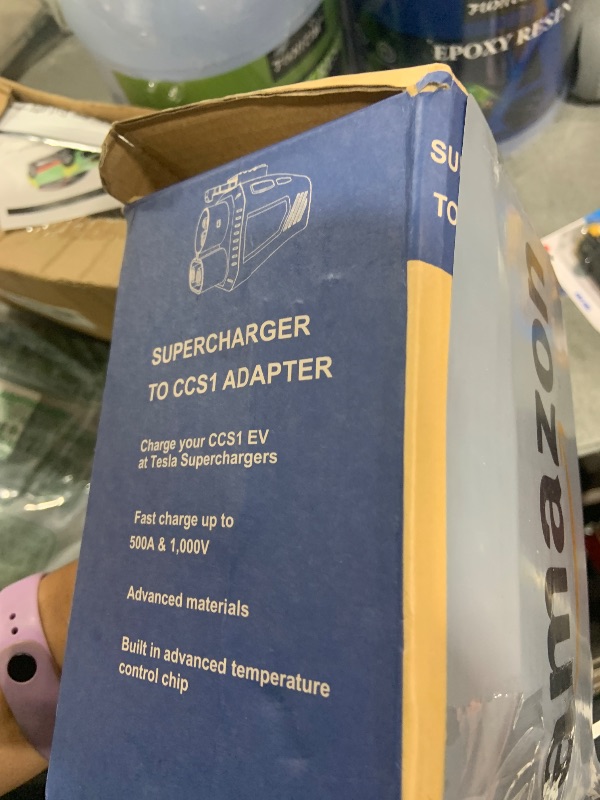 EPOXY RESIN
SU
TO
SUPERCHARGER
TO CCS1 ADAPTER
Charge your CCS1 EV
at Tesla Superchargers
Fast charge up to
500A & 1,000V
Advanced materials
Built in advanced temperature
control chip
amazon